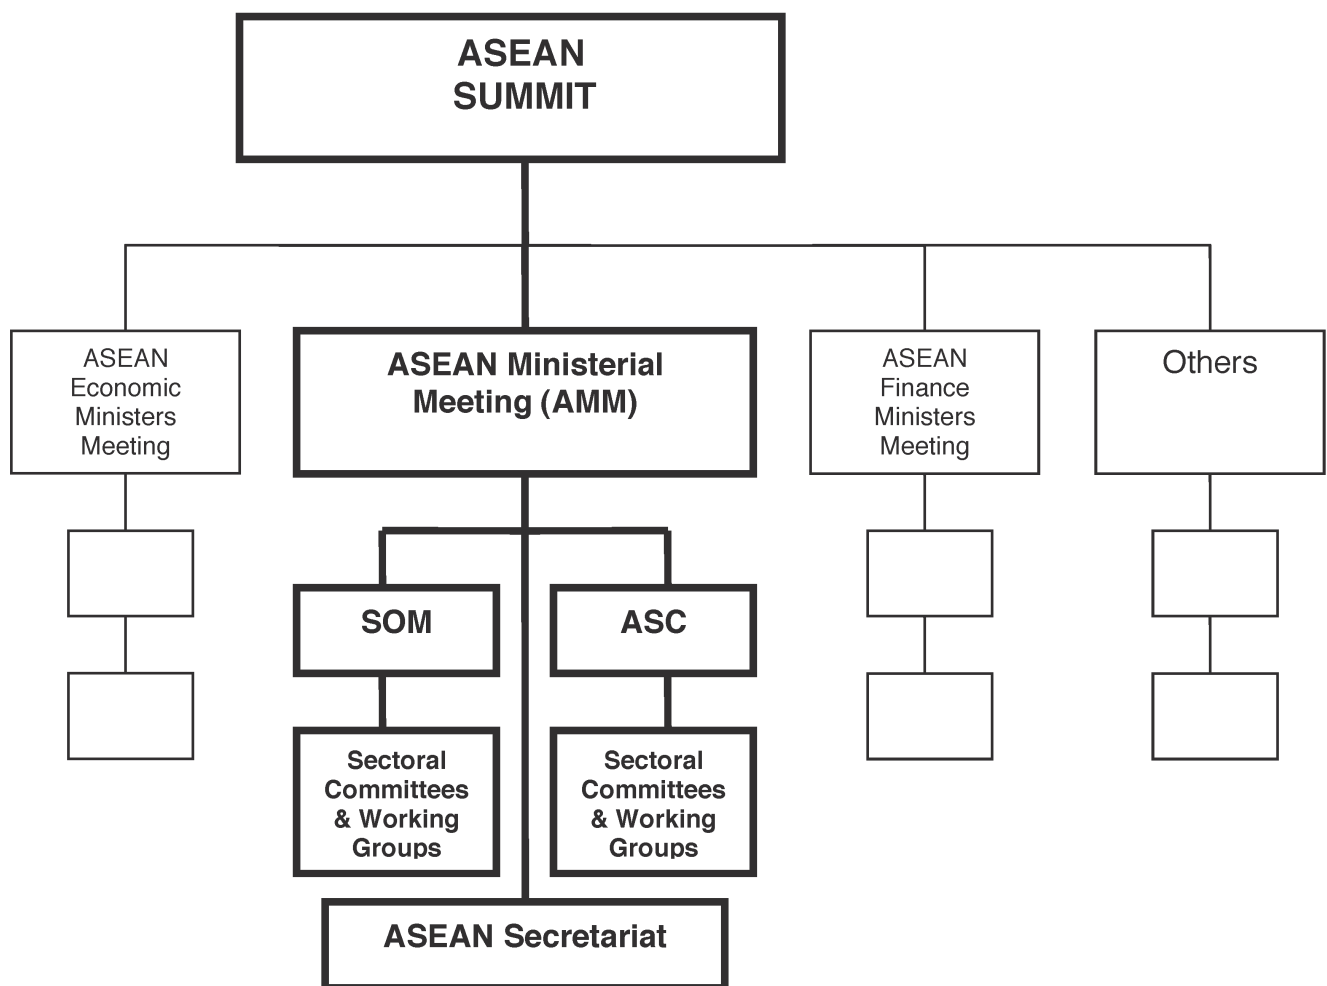 ASEAN
SUMMIT
ASEAN
Economic
Ministers
Meeting
ASEAN Ministerial
Meeting (AMM)
ASEAN
Finance
Ministers
Meeting
Others
SOM
ASC
Sectoral
Committees
& Working
Groups
Sectoral
Committees
& Working
Groups
ASEAN Secretariat